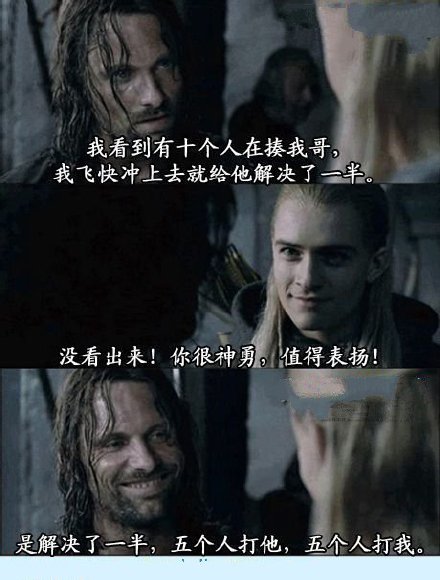 我看到有十个人在揍我哥，
我飞快冲上去就给他解决了一半。
没看出来！你很神勇，值得表扬！
是解决了一半，五个人打他，五个人打我。